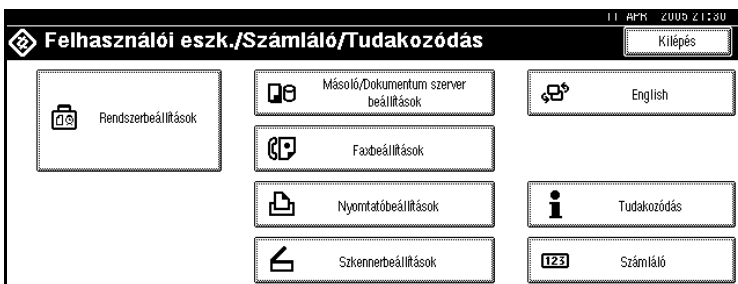 11 APR 2005 21:30
Felhasználói eszk./Számláló/Tudakozódás
Kilépés
Rendszerbeállítások
Másoló/Dokumentum szerver
beállítások
English
Faxbeállítások
Nyomtatóbeállítások
Tudakozódás
Szkennerbeállítások
123
Számláló